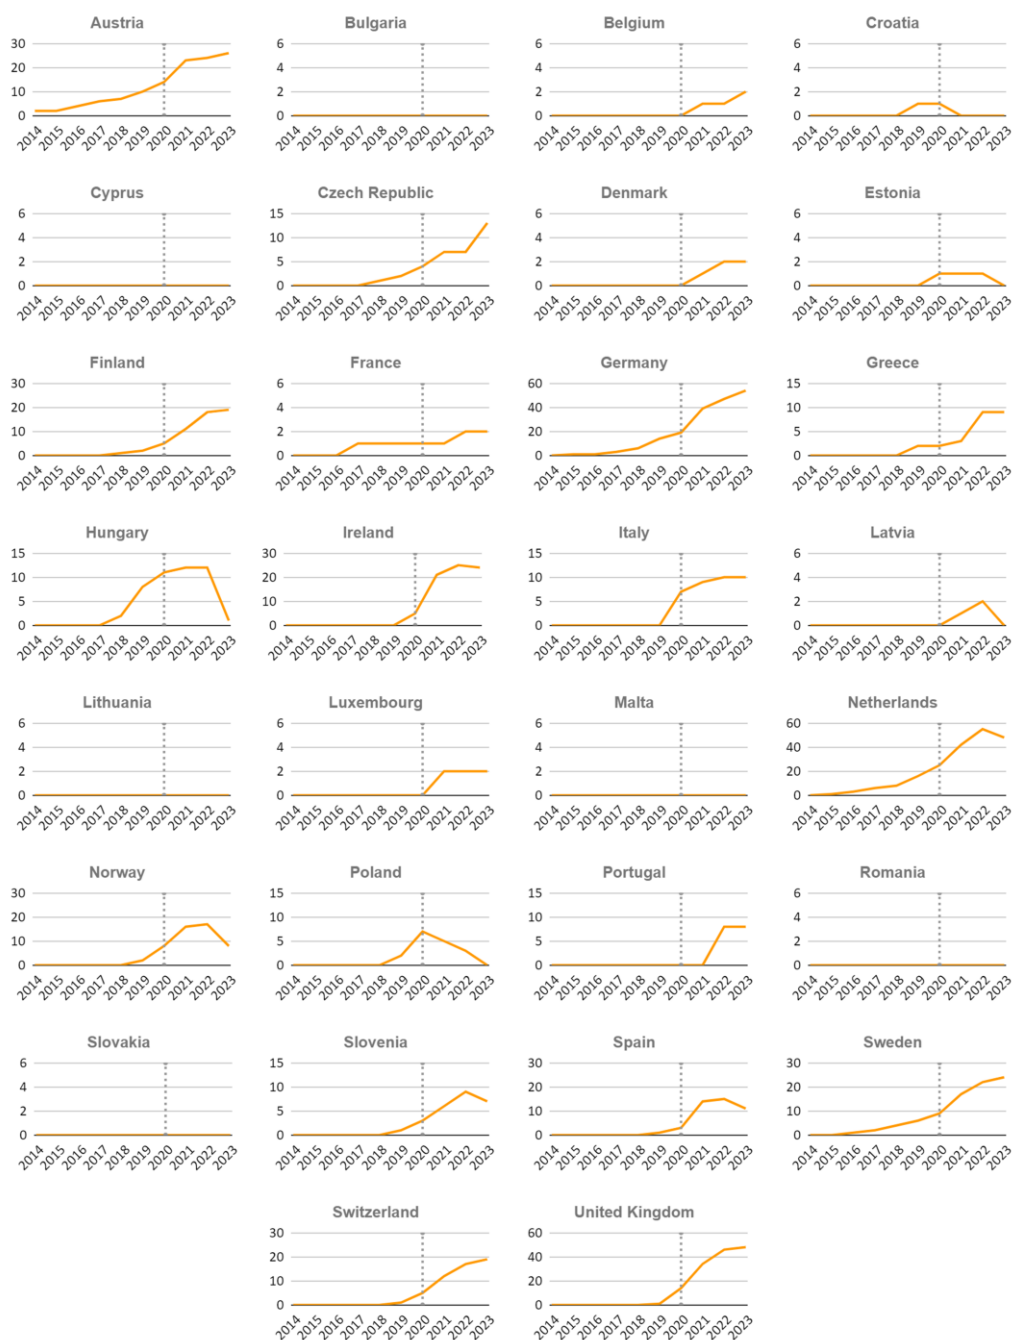 Austria Bulgaria Belgium Croatia
30 6 6 6
20 4 4 4
10 2 2 2
0 0 0 0
2014 2015 2016 2017 2018 2019 2020 2021 2022 2023 2014 2015 2016 2017 2018 2019 2020 2021 2022 2023 2014 2015 2016 2017 2018 2019 2020 2021 2022 2023 2014 2015 2016 2017 2018 2019 2020 2021 2022 2023
Cyprus Czech Republic Denmark Estonia
6 15 6 6
4 10 4 4
2 5 2 2
0 0 0 0
2014 2015 2016 2017 2018 2019 2020 2021 2022 2023 2014 2015 2016 2017 2018 2019 2020 2021 2022 2023 2014 2015 2016 2017 2018 2019 2020 2021 2022 2023 2014 2015 2016 2017 2018 2019 2020 2021 2022 2023
Finland France Germany Greece
30 6 60 15
20 4 40 10
10 2 20 5
0 0 0 0
2014 2015 2016 2017 2018 2019 2020 2021 2022 2023 2014 2015 2016 2017 2018 2019 2020 2021 2022 2023 2014 2015 2016 2017 2018 2019 2020 2021 2022 2023 2014 2015 2016 2017 2018 2019 2020 2021 2022 2023
Hungary Ireland Italy Latvia
15 30 15 6
10 20 10 4
5 10 5 2
0 0 0 0
2014 2015 2016 2017 2018 2019 2020 2021 2022 2023 2014 2015 2016 2017 2018 2019 2020 2021 2022 2023 2014 2015 2016 2017 2018 2019 2020 2021 2022 2023 2014 2015 2016 2017 2018 2019 2020 2021 2022 2023
Lithuania Luxembourg Malta Netherlands
6 6 6 60
4 4 4 40
2 2 2 20
0 0 0 0
2014 2015 2016 2017 2018 2019 2020 2021 2022 2023 2014 2015 2016 2017 2018 2019 2020 2021 2022 2023 2014 2015 2016 2017 2018 2019 2020 2021 2022 2023 2014 2015 2016 2017 2018 2019 2020 2021 2022 2023
Norway Poland Portugal Romania
30 15 15 6
20 10 10 4
10 5 5 2
0 0 0 0
2014 2015 2016 2017 2018 2019 2020 2021 2022 2023 2014 2015 2016 2017 2018 2019 2020 2021 2022 2023 2014 2015 2016 2017 2018 2019 2020 2021 2022 2023 2014 2015 2016 2017 2018 2019 2020 2021 2022 2023
Slovakia Slovenia Spain Sweden
6 15 30 30
4 10 20 20
2 5 10 10
0 0 0 0
2014 2015 2016 2017 2018 2019 2020 2021 2022 2023 2014 2015 2016 2017 2018 2019 2020 2021 2022 2023 2014 2015 2016 2017 2018 2019 2020 2021 2022 2023 2014 2015 2016 2017 2018 2019 2020 2021 2022 2023
Switzerland United Kingdom
30 60
20 40
10 20
0 0
2014 2015 2016 2017 2018 2019 2020 2021 2022 2023 2014 2015 2016 2017 2018 2019 2020 2021 2022 2023